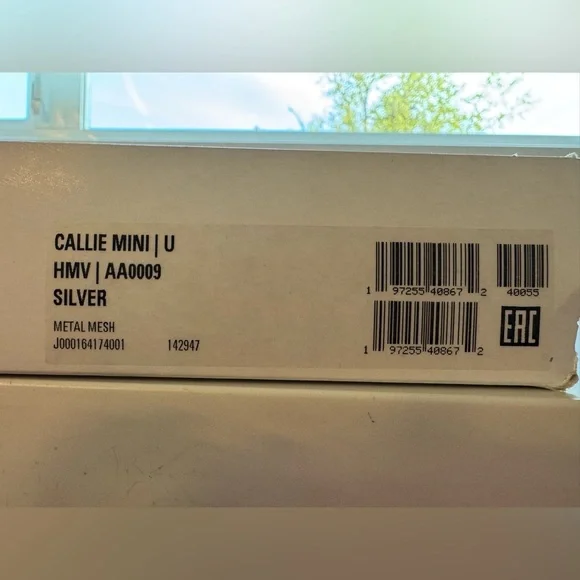 CALLIE MINI | U
HMV | AA0009
SILVER
METAL MESH
J000164174001 142947
1 97255 40867 2 40055
1 97255 40867 2
EAC